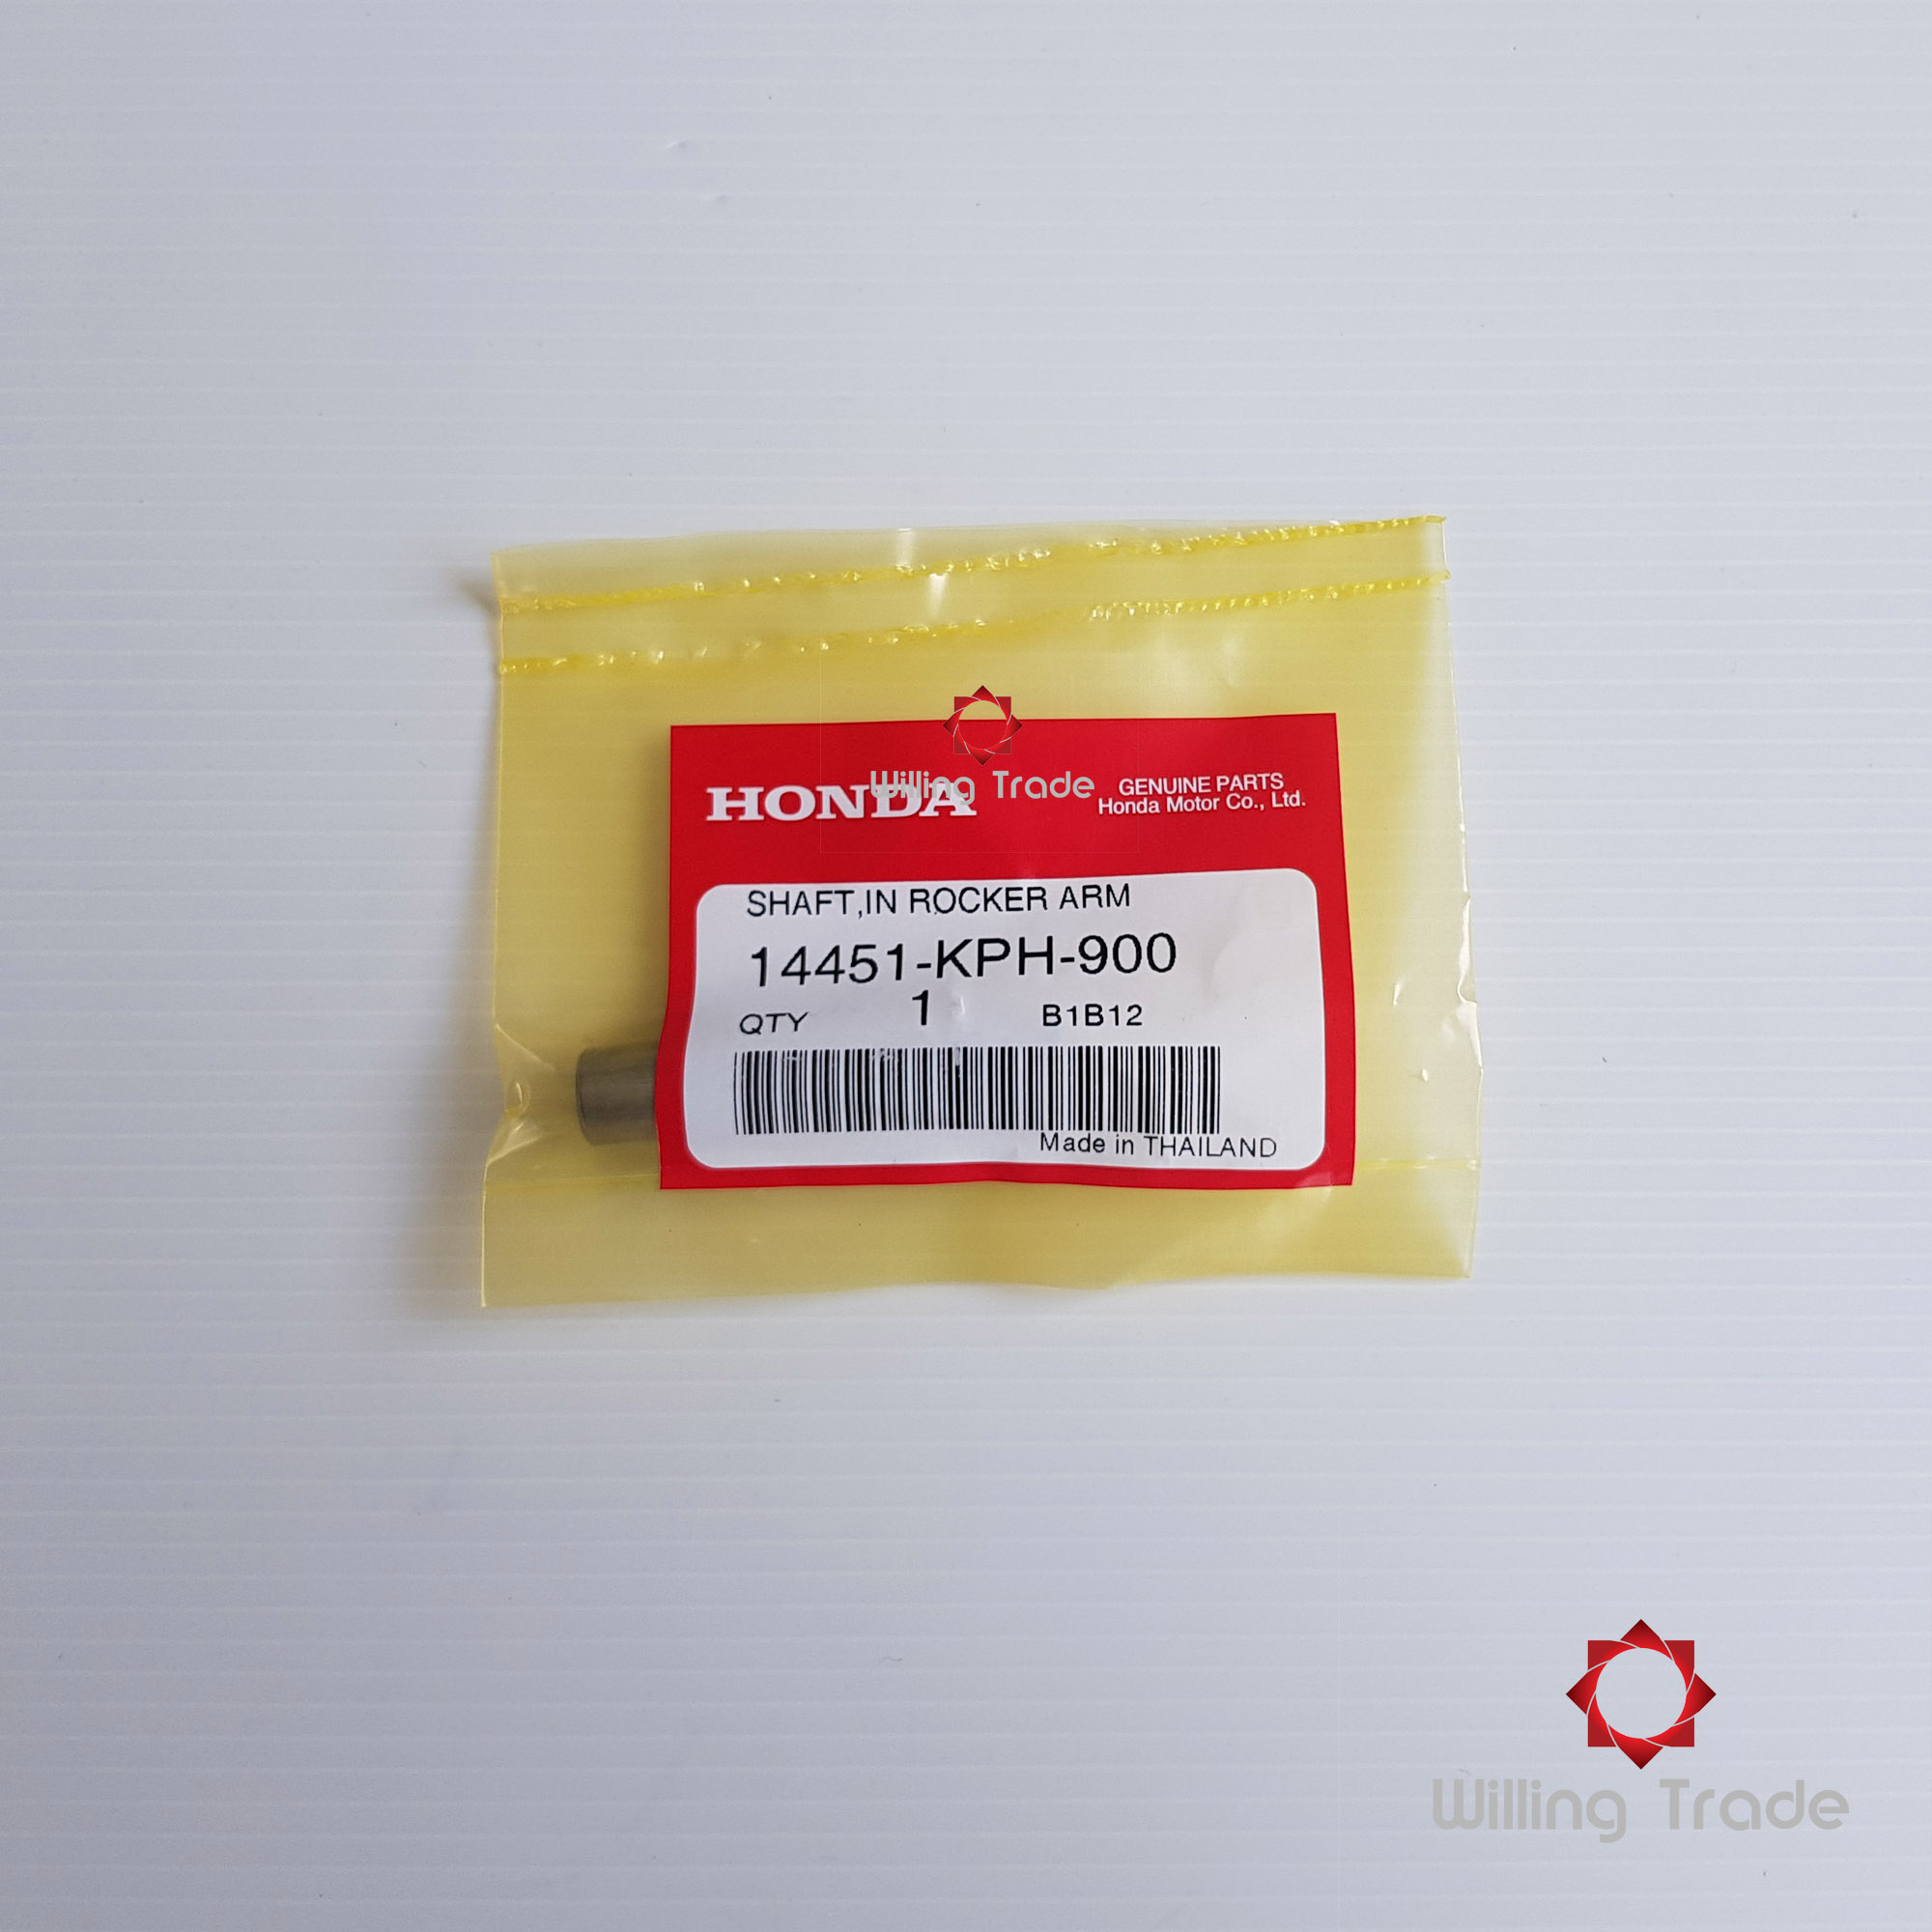 Willing Trade
HONDA
GENUINE PARTS
Honda Motor Co., Ltd.
SHAFT,IN ROCKER ARM
14451-KPH-900
QTY 1 B1B12
Made in THAILAND
Willing Trade